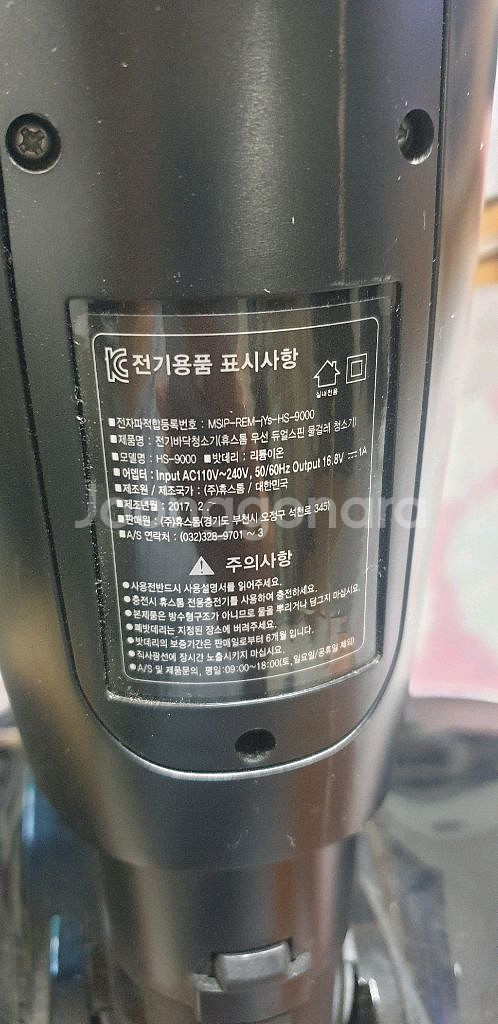 KC 전기용품 표시사항
실내전용
■전자파적합등록번호 : MSIP-REM-jYs-HS-9000
■제품명 : 전기바닥청소기(휴스톰 무선 듀얼스핀 물걸레 청소기)
■모델명 : HS-9000 ■밧데리 : 리튬이온
■어댑터 : Input AC110V~240V, 50/60Hz Output 16.8V 1A
■제조원 / 제조국가 : (주)휴스톰 / 대한민국
■제조년월 : 2017. 2.
■판매원 : (주)휴스톰(경기도 부천시 오정구 석천로 345)
■A/S 연락처 : (032)328-9701 ~ 3
주의사항
●사용전반드시 사용설명서를 읽어주세요.
●충전시 휴스톰 전용충전기를 사용하여 충전하세요.
●본제품은 방수형구조가 아니므로 물을 뿌리거나 담그지 마십시요.
●폐밧데리는 지정된 장소에 버려주세요.
●밧데리의 보증기간은 판매일로부터 6개월 입니다.
●직사광선에 장시간 노출시키지 마십시요.
●A/S 및 제품문의, 평일:09:00~18:00(토, 일요일/공휴일 제외)
Joonggonara